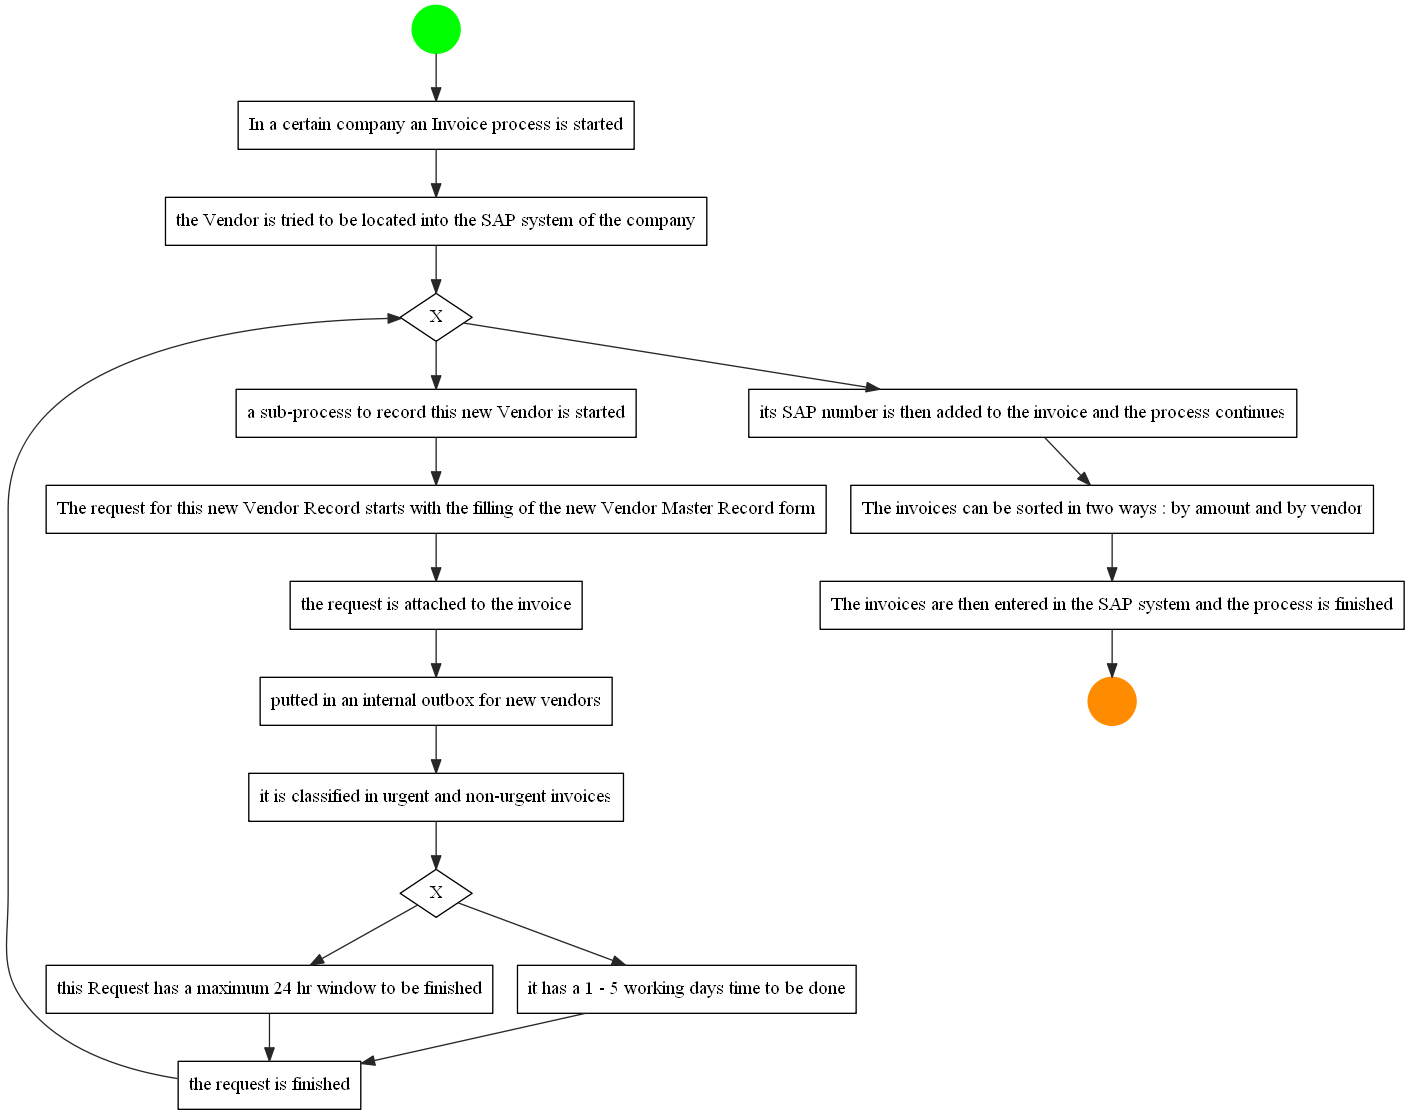 In a certain company an Invoice process is started
the Vendor is tried to be located into the SAP system of the company
X
a sub-process to record this new Vendor is started
its SAP number is then added to the invoice and the process continues
The request for this new Vendor Record starts with the filling of the new Vendor Master Record form
The invoices can be sorted in two ways : by amount and by vendor
the request is attached to the invoice
The invoices are then entered in the SAP system and the process is finished
putted in an internal outbox for new vendors
it is classified in urgent and non-urgent invoices
X
this Request has a maximum 24 hr window to be finished
it has a 1 - 5 working days time to be done
the request is finished